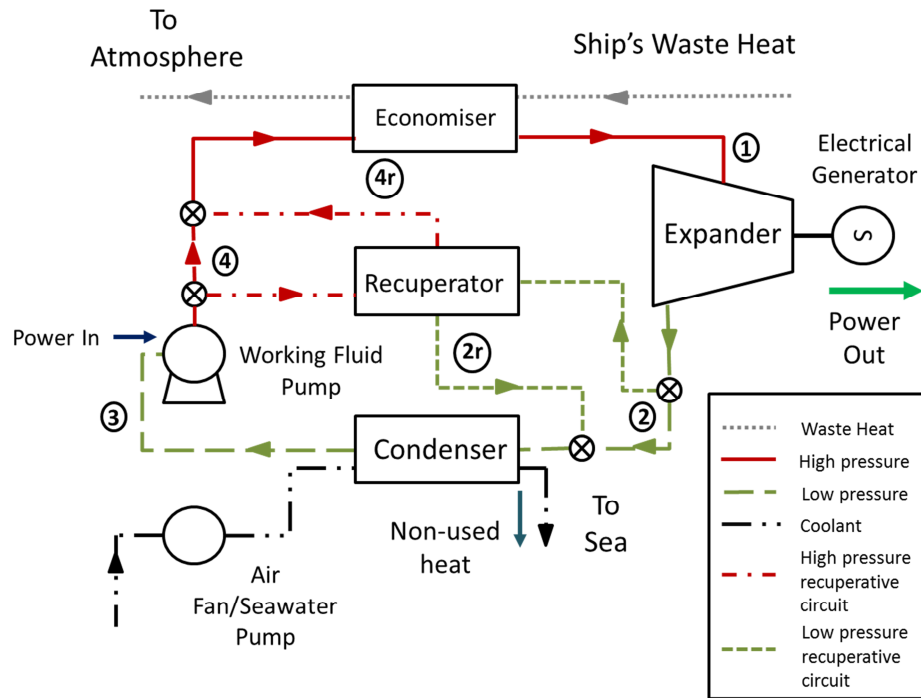 To
Atmosphere
Ship's Waste Heat
Economiser
1
Electrical
Generator
4r
Expander
S
4
Recuperator
Power In
Working Fluid
Pump
2r
Power
Out
3
2
Condenser
Non-used
heat
To
Sea
Air
Fan/Seawater
Pump
Waste Heat
High pressure
Low pressure
Coolant
High pressure
recuperative
circuit
Low pressure
recuperative
circuit